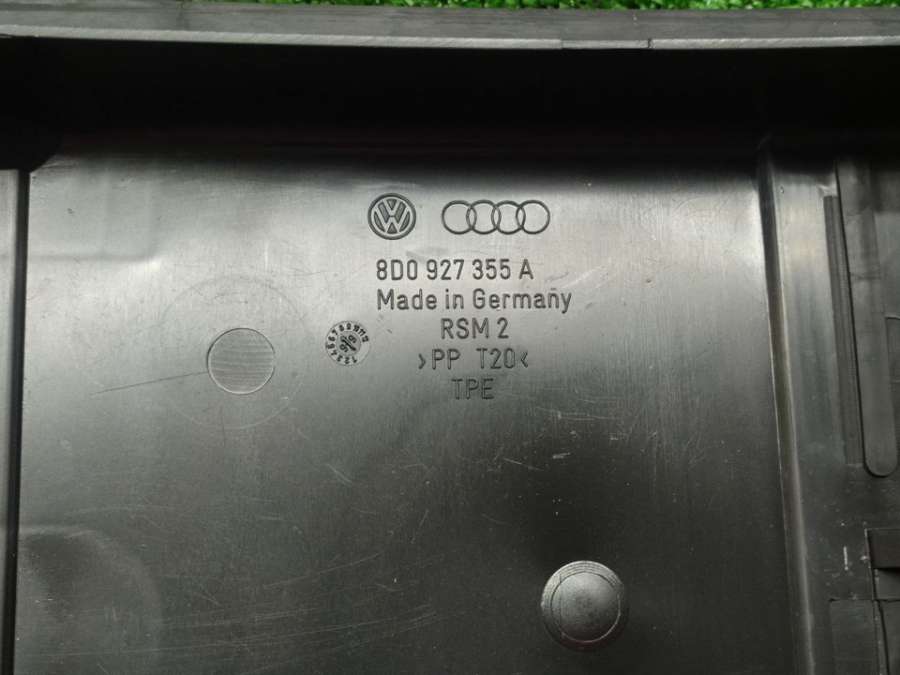 8D0 927 355 A
Made in Germany
RSM 2
>PP T20<
TPE